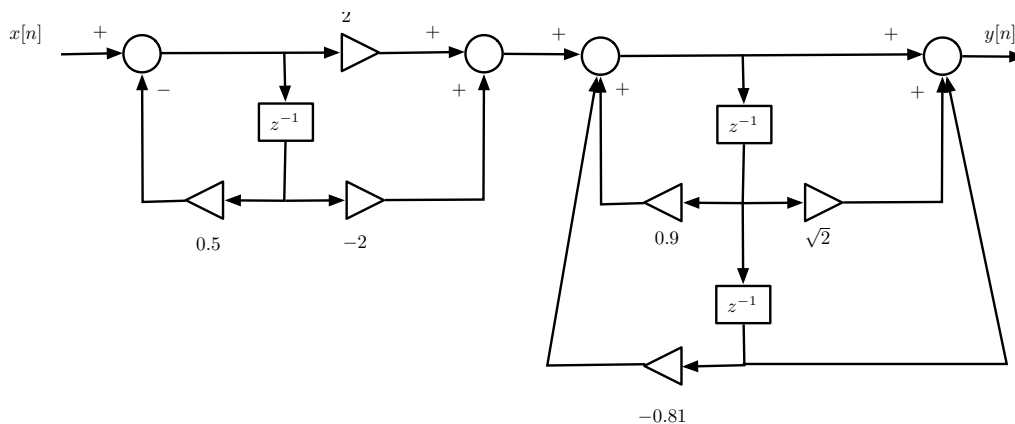 2
x[n] + + + + y[n]
− + + +
z⁻¹ z⁻¹
0.5 −2 0.9 √2
z⁻¹
−0.81